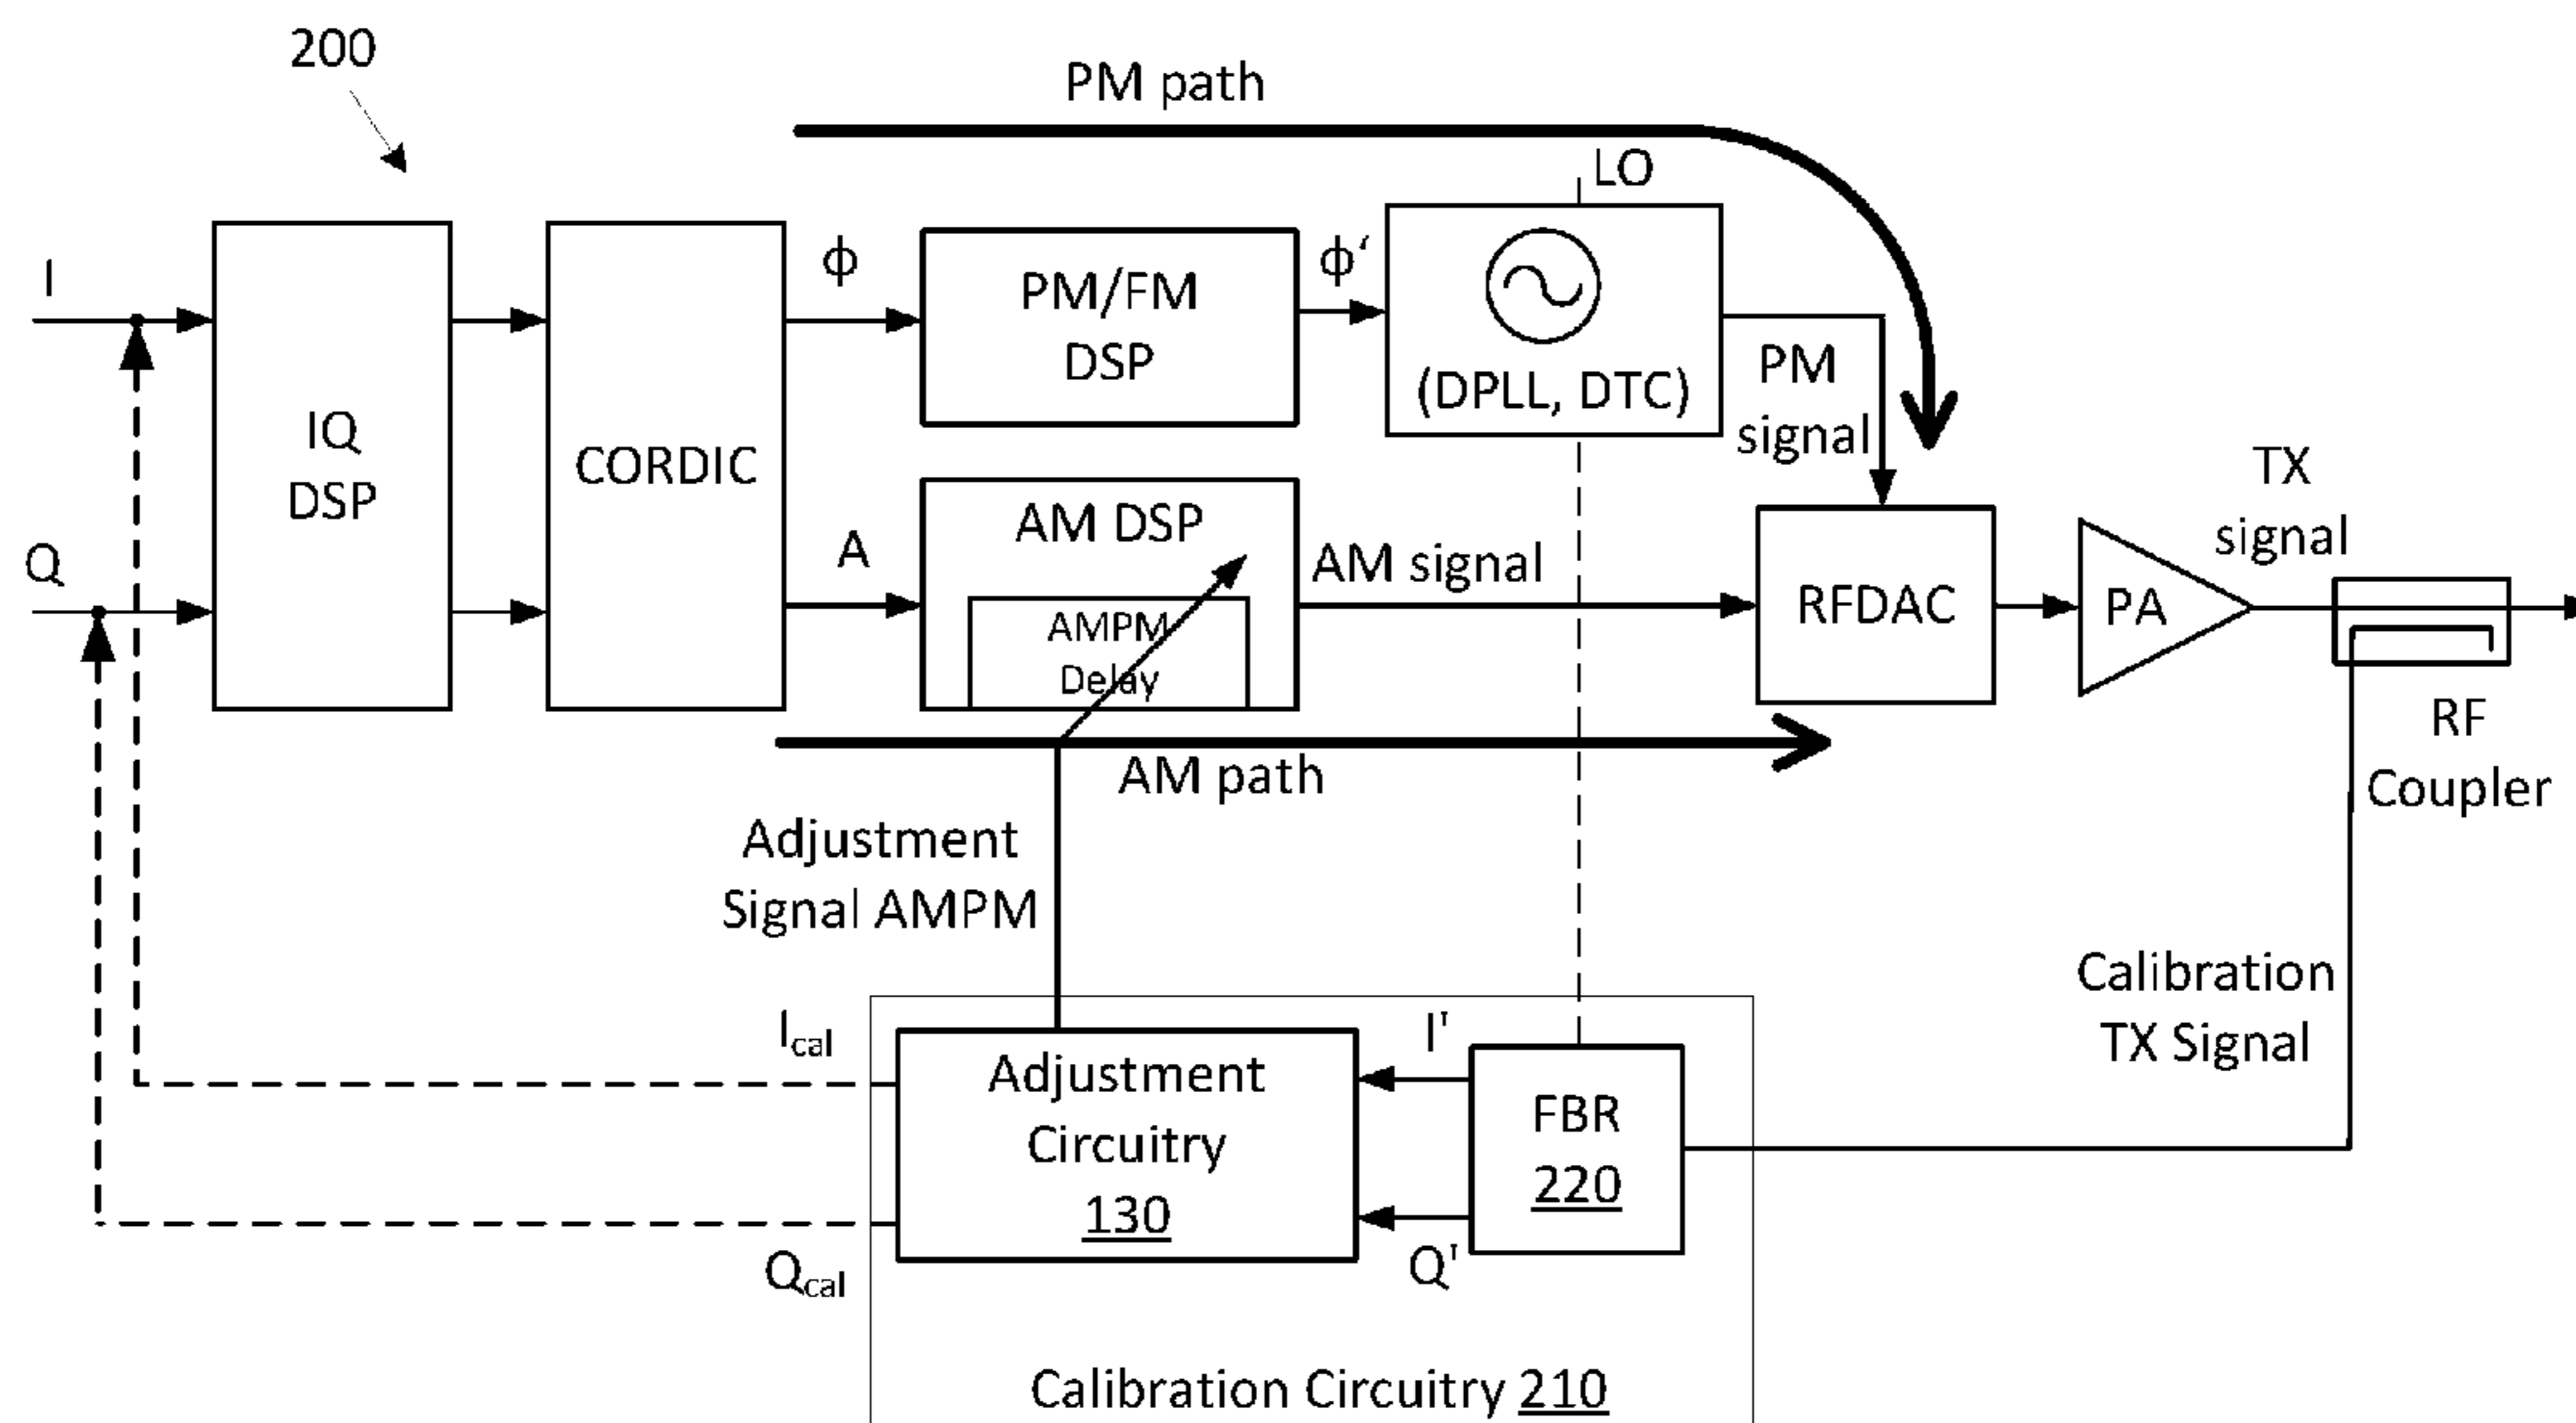 200
PM path
LO
I
ϕ
PM/FM
DSP
ϕ‘
(DPLL, DTC)
PM
signal
IQ
DSP
CORDIC
Q
A
AM DSP
AMPM
Delay
AM signal
RFDAC
PA
TX
signal
RF
Coupler
AM path
Adjustment
Signal AMPM
Calibration
TX Signal
Ical
Qcal
Adjustment
Circuitry
130
I'
Q'
FBR
220
Calibration Circuitry 210